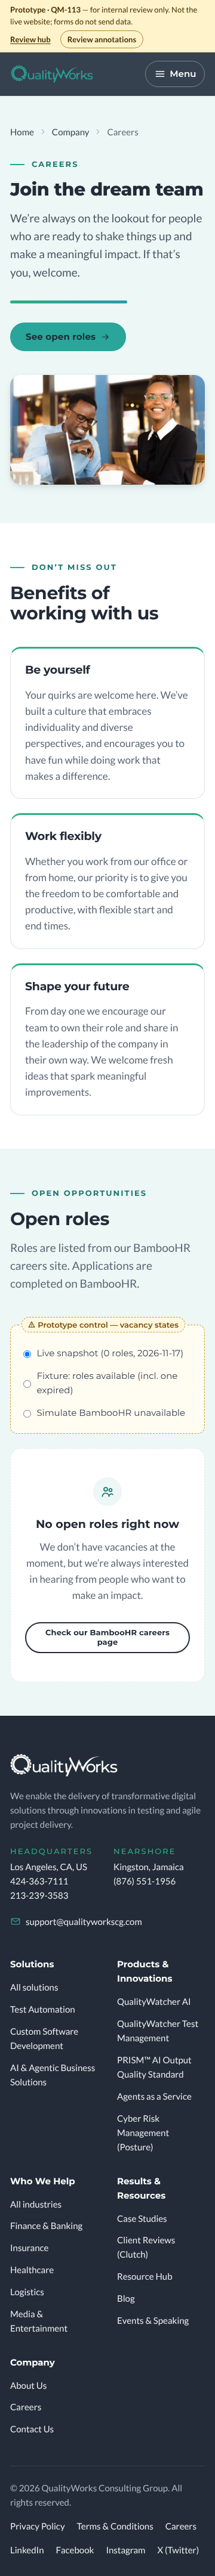 Prototype · QM-113 — for internal review only. Not the
website; forms do not send data.
Review hub
Review annotations
QualityWorks
Menu
Home > Company > Careers
CAREERS
Join the dream team
We're always on the lookout for people
who are ready to shake things up and
make a meaningful impact. If that's
you, welcome.
See open roles →
DON'T MISS OUT
Benefits of
working with us
Be yourself
Your quirks are welcome here. We've
built a culture that embraces
individuality and diverse
perspectives, and encourages you to
have fun while doing work that
makes a difference.
Work flexibly
Whether you work from our office or
from home, our priority is to give you
the freedom to be comfortable and
productive, with flexible start and
end times.
Shape your future
From day one we encourage our
team to own their role and share in
the leadership of the company in
their own way. We welcome fresh
ideas that spark meaningful
improvements.
OPEN OPPORTUNITIES
Open roles
Roles are listed from our BambooHR
careers site. Applications are
completed on BambooHR.
⚠ Prototype control — vacancy states
Live snapshot (0 roles, 2026-11-17)
Fixture: roles available (incl. one
expired)
Simulate BambooHR unavailable
No open roles right now
We don't have vacancies at the
moment, but we're always interested
in hearing from people who want to
make an impact.
Check our BambooHR careers
page
QualityWorks
We enable the delivery of transformative digital
solutions through innovations in testing and agile
project delivery.
HEADQUARTERS
Los Angeles, CA, US
424-363-7111
213-239-3583
NEARSHORE
Kingston, Jamaica
(876) 551-1956
support@qualityworkscg.com
Solutions
All solutions
Test Automation
Custom Software
Development
AI & Agentic Business
Solutions
Products &
Innovations
QualityWatcher AI
QualityWatcher Test
Management
PRISM™ AI Output
Quality Standard
Agents as a Service
Cyber Risk
Management
(Posture)
Who We Help
All industries
Finance & Banking
Insurance
Healthcare
Logistics
Media &
Entertainment
Results &
Resources
Case Studies
Client Reviews
(Clutch)
Resource Hub
Blog
Events & Speaking
Company
About Us
Careers
Contact Us
© 2026 QualityWorks Consulting Group. All
rights reserved.
Privacy Policy Terms & Conditions Careers
LinkedIn Facebook Instagram X (Twitter)